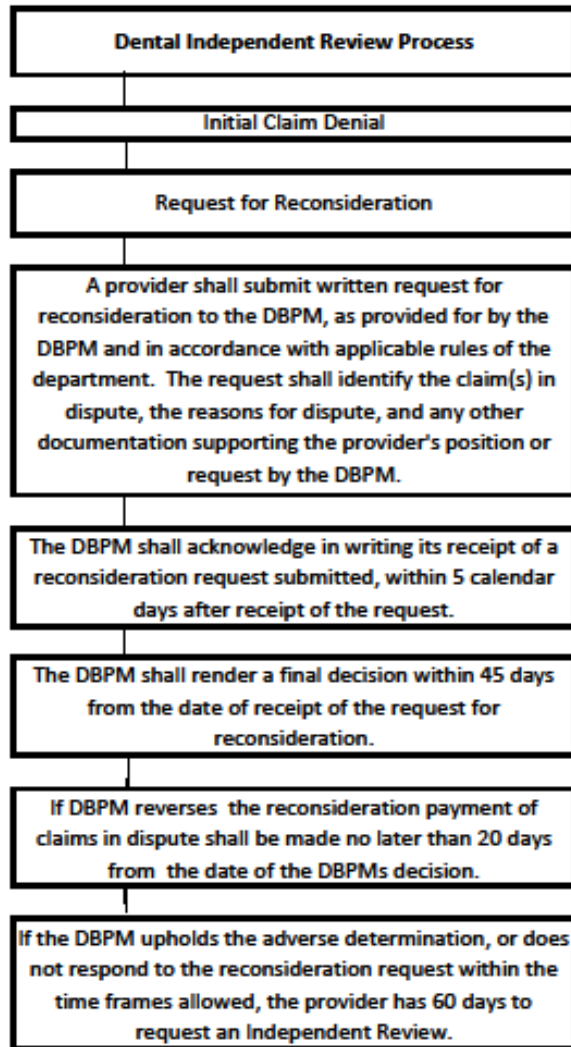 Dental Independent Review Process
Initial Claim Denial
Request for Reconsideration
A provider shall submit written request for
reconsideration to the DBPM, as provided for by the
DBPM and in accordance with applicable rules of the
department.  The request shall identify the claim(s) in
dispute, the reasons for dispute, and any other
documentation supporting the provider's position or
request by the DBPM.
The DBPM shall acknowledge in writing its receipt of a
reconsideration request submitted, within 5 calendar
days after receipt of the request.
The DBPM shall render a final decision within 45 days
from the date of receipt of the request for
reconsideration.
If DBPM reverses  the reconsideration payment of
claims in dispute shall be made no later than 20 days
from  the date of the DBPMs decision.
If the DBPM upholds the adverse determination, or does
not respond to the reconsideration request within the
time frames allowed, the provider has 60 days to
request an Independent Review.